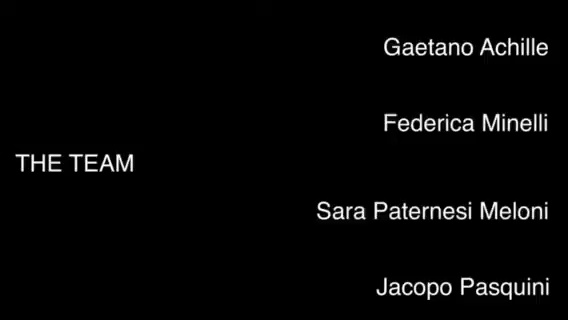 Gaetano Achille
Federica Minelli
THE TEAM
Sara Paternesi Meloni
Jacopo Pasquini